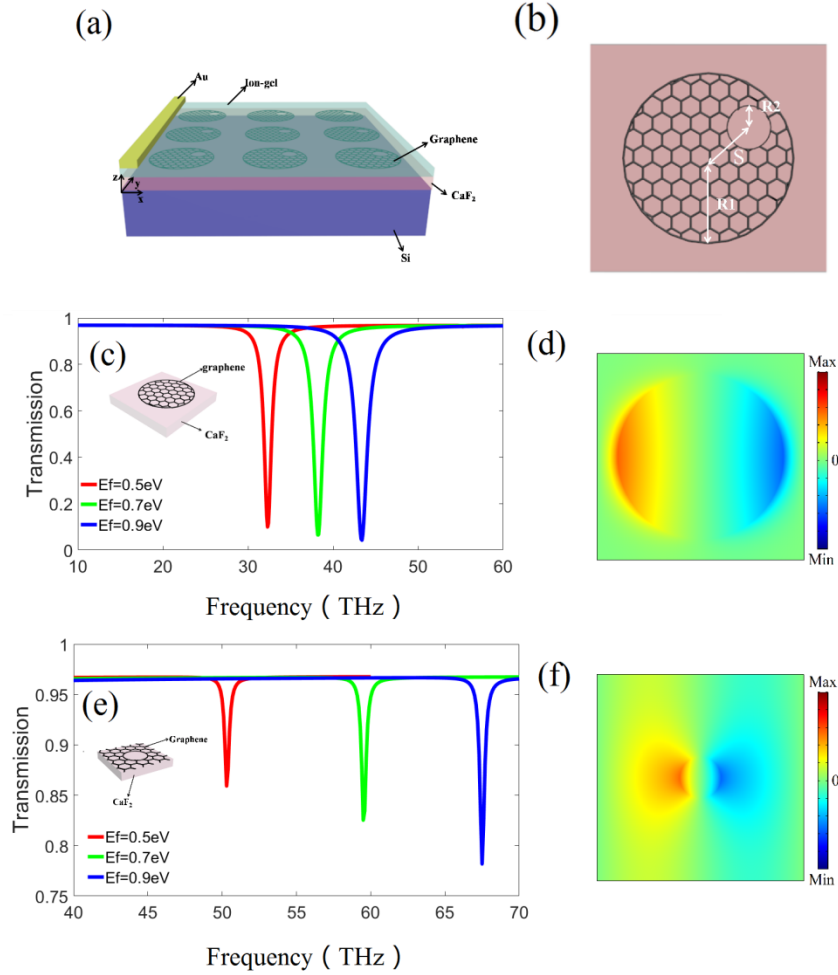 (a)
Au
Ion-gel
Graphene
z
y
x
CaF₂
Si
(b)
R2
S
R1
(c)
graphene
CaF₂
Ef=0.5eV
Ef=0.7eV
Ef=0.9eV
Transmission
1
0.8
0.6
0.4
0.2
0
10 20 30 40 50 60
Frequency ( THz )
(d)
Max
0
Min
(e)
Graphene
CaF₂
Ef=0.5eV
Ef=0.7eV
Ef=0.9eV
Transmission
1
0.95
0.9
0.85
0.8
0.75
40 45 50 55 60 65 70
Frequency ( THz )
(f)
Max
0
Min